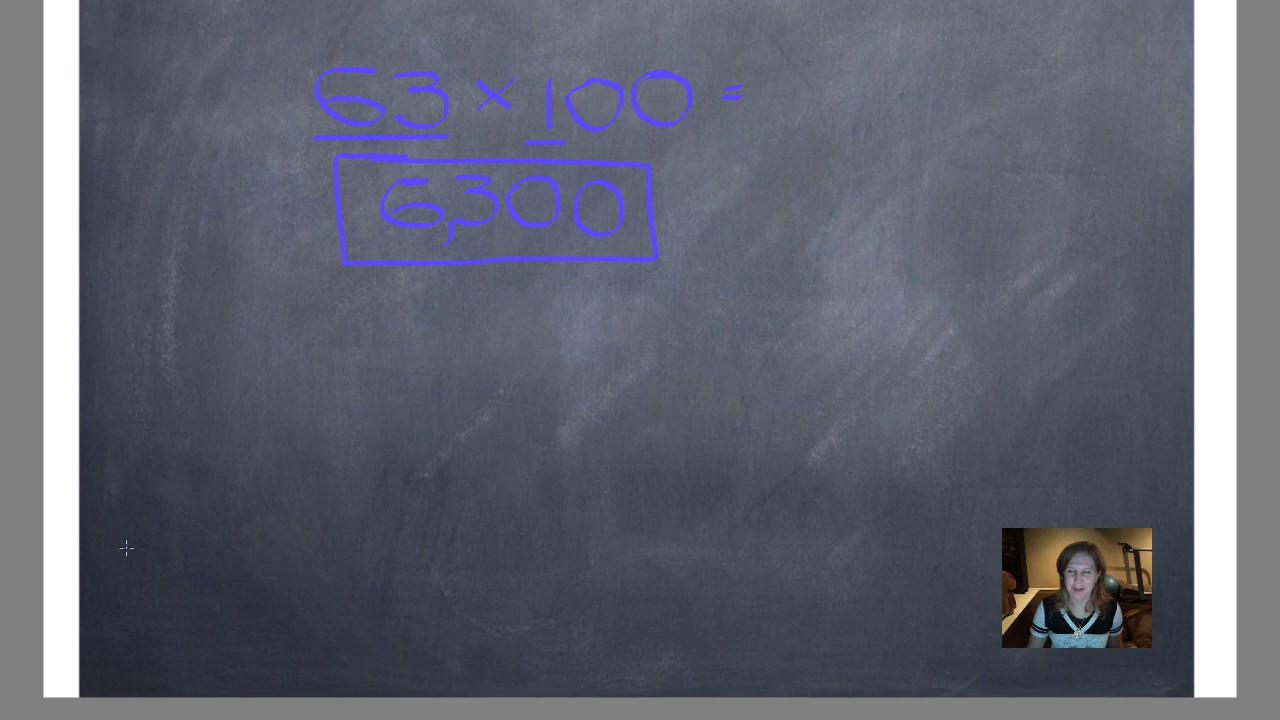 63 × 100 =
6,300